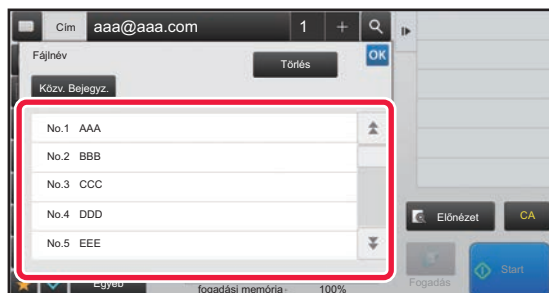 Cím aaa@aaa.com 1 +
Fájlnév
Törlés
OK
Közv. Bejegyz.
No.1 AAA
No.2 BBB
No.3 CCC
No.4 DDD
No.5 EEE
Előnézet
CA
Egyéb
fogadási memória: 100%
Fogadás
Start